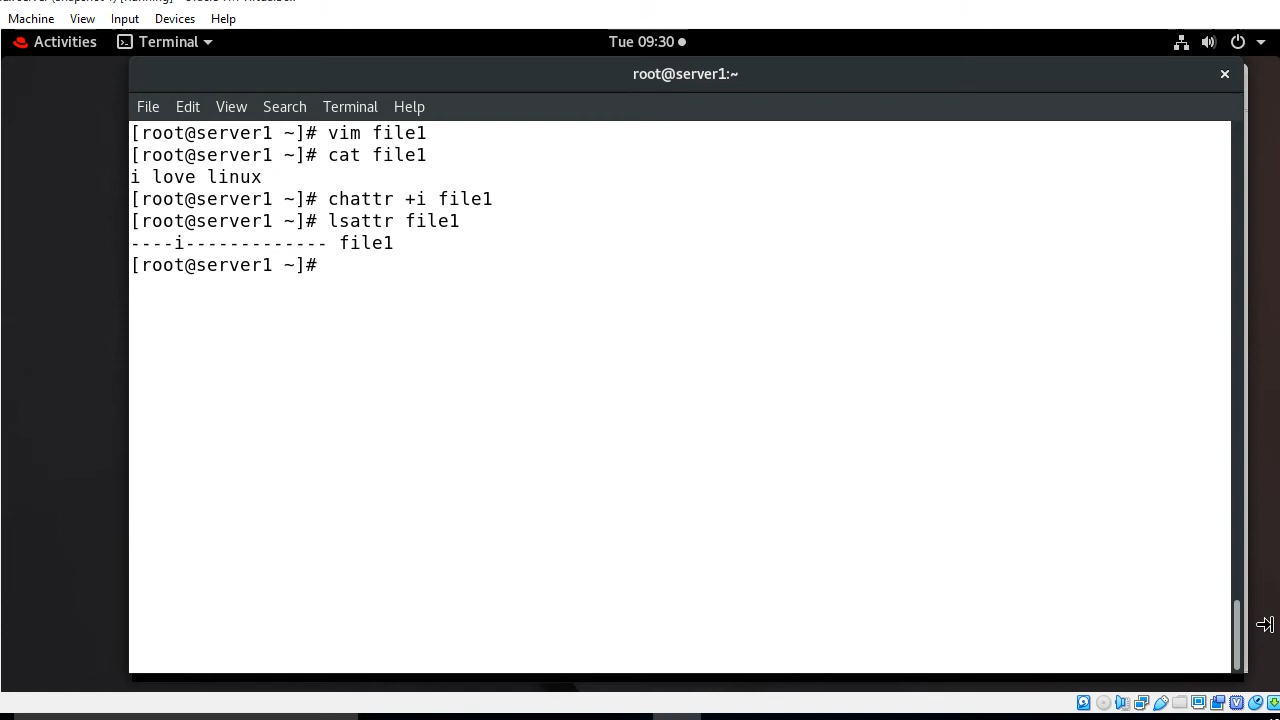 Machine View Input Devices Help
Activities Terminal Tue 09:30
root@server1:~
File Edit View Search Terminal Help
[root@server1 ~]# vim file1
[root@server1 ~]# cat file1
i love linux
[root@server1 ~]# chattr +i file1
[root@server1 ~]# lsattr file1
----i------------- file1
[root@server1 ~]#